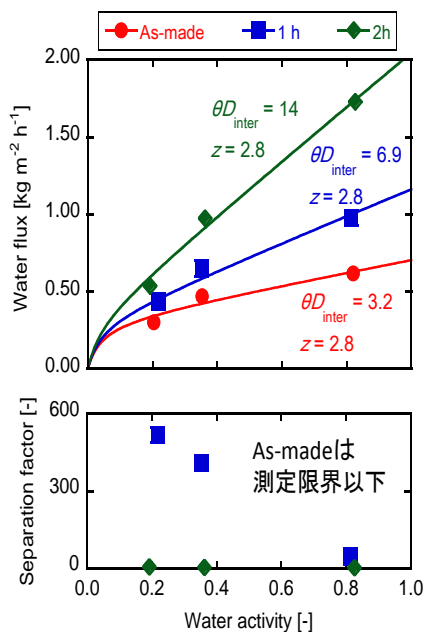 As-made 1 h 2h
Water flux [kg m-2 h-1]
2.00
1.50
1.00
0.50
0.00
θDinter = 14
z = 2.8
θDinter = 6.9
z = 2.8
θDinter = 3.2
z = 2.8
Separation factor [-]
600
300
0
As-madeは
測定限界以下
0.0 0.2 0.4 0.6 0.8 1.0
Water activity [-]